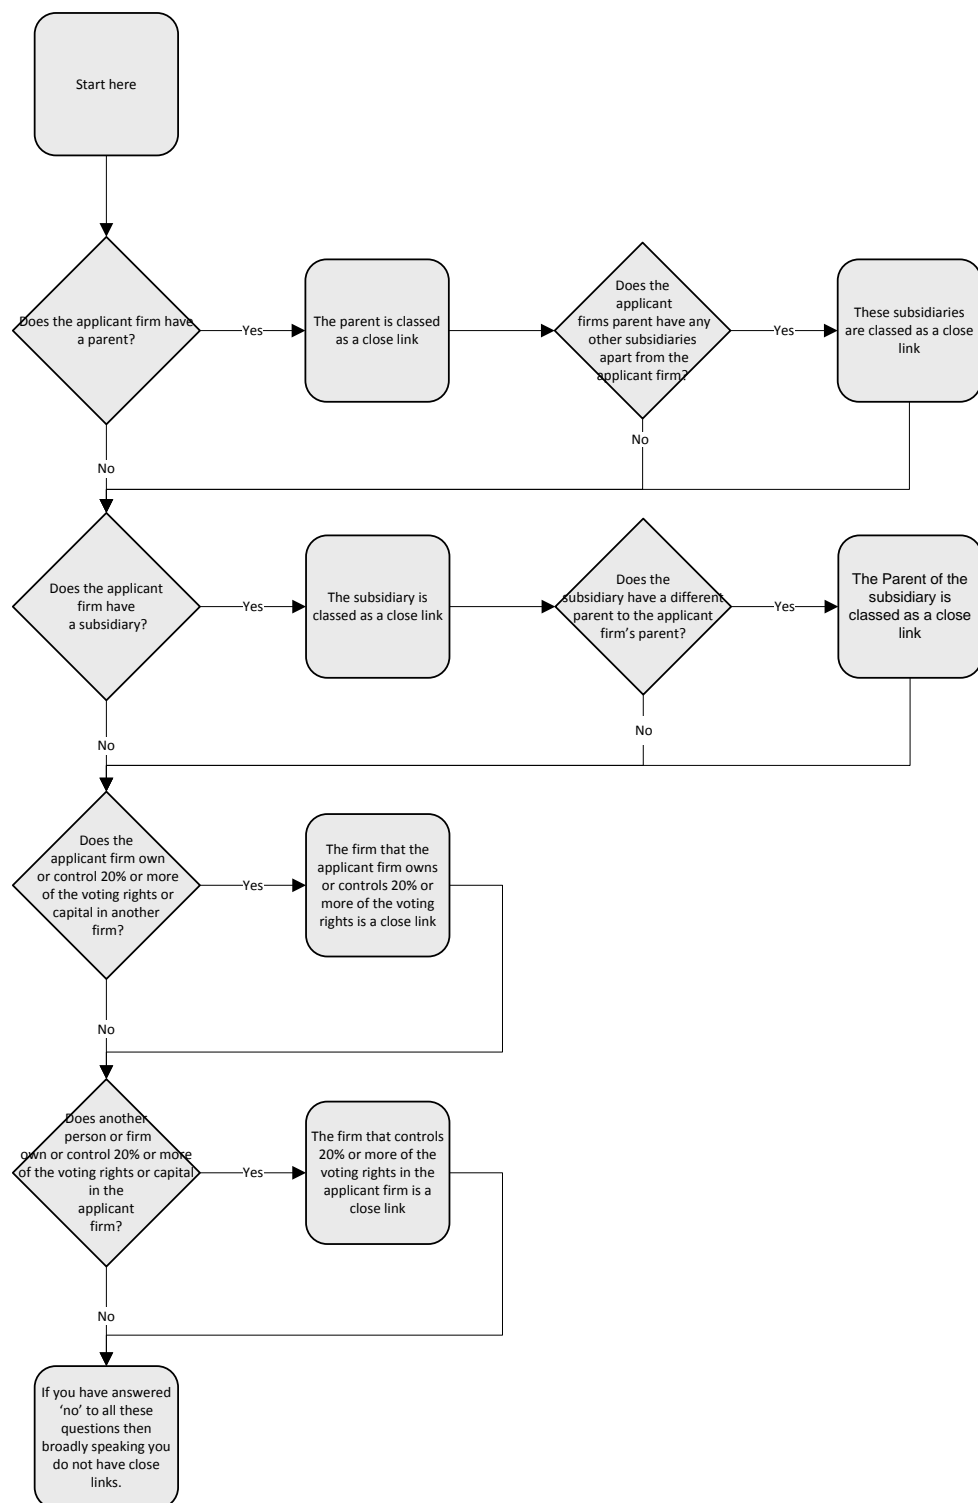 Start here
Does the applicant firm have
a parent?
Yes
The parent is classed
as a close link
Does the
applicant
firms parent have any
other subsidiaries
apart from the
applicant firm?
Yes
These subsidiaries
are classed as a close
link
No
No
Does the applicant
firm have
a subsidiary?
Yes
The subsidiary is
classed as a close link
Does the
subsidiary have a different
parent to the applicant
firm’s parent?
Yes
The Parent of the
subsidiary is
classed as a close
link
No
No
Does the
applicant firm own
or control 20% or more
of the voting rights or
capital in another
firm?
Yes
The firm that the
applicant firm owns
or controls 20% or
more of the voting
rights is a close link
No
Does another
person or firm
own or control 20% or more
of the voting rights or capital
in the
applicant
firm?
Yes
The firm that controls
20% or more of the
voting rights in the
applicant firm is a
close link
No
If you have answered
‘no’ to all these
questions then
broadly speaking you
do not have close
links.